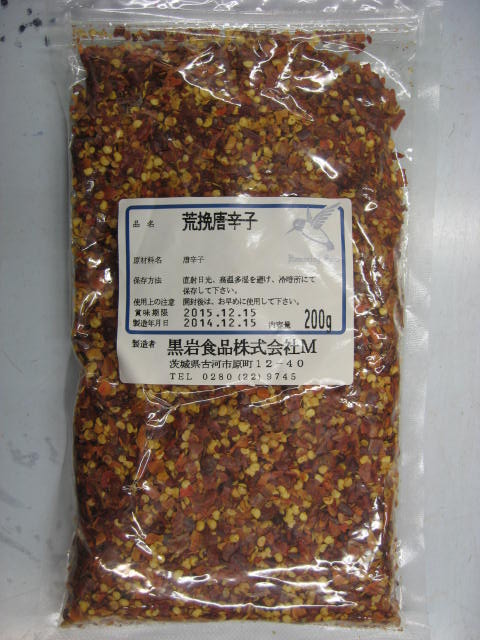 品名 荒挽唐辛子
原材料名 唐辛子
保存方法 直射日光、高温多湿を避け、冷暗所にて
保存して下さい。
使用上の注意 開封後は、お早めに使用して下さい。
賞味期限 2015.12.15
製造年月日 2014.12.15 内容量 200g
製造者 黒岩食品株式会社M
茨城県古河市原町12−40
TEL 0280(22)9745